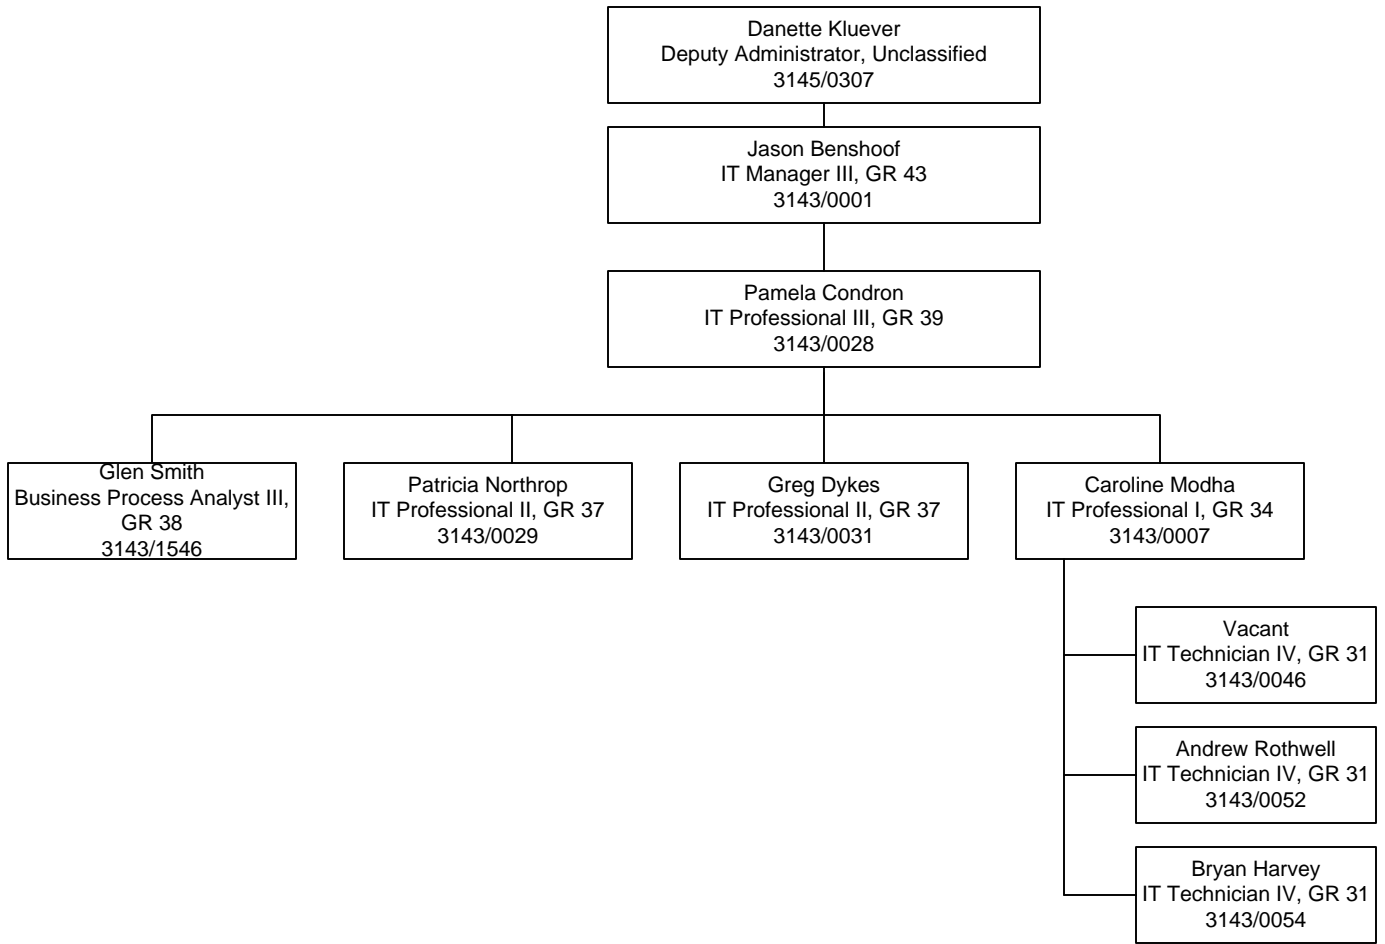 Danette Kluever
Deputy Administrator, Unclassified
3145/0307
Jason Benshoof
IT Manager III, GR 43
3143/0001
Pamela Condron
IT Professional III, GR 39
3143/0028
Glen Smith
Business Process Analyst III,
GR 38
3143/1546
Patricia Northrop
IT Professional II, GR 37
3143/0029
Greg Dykes
IT Professional II, GR 37
3143/0031
Caroline Modha
IT Professional I, GR 34
3143/0007
Vacant
IT Technician IV, GR 31
3143/0046
Andrew Rothwell
IT Technician IV, GR 31
3143/0052
Bryan Harvey
IT Technician IV, GR 31
3143/0054